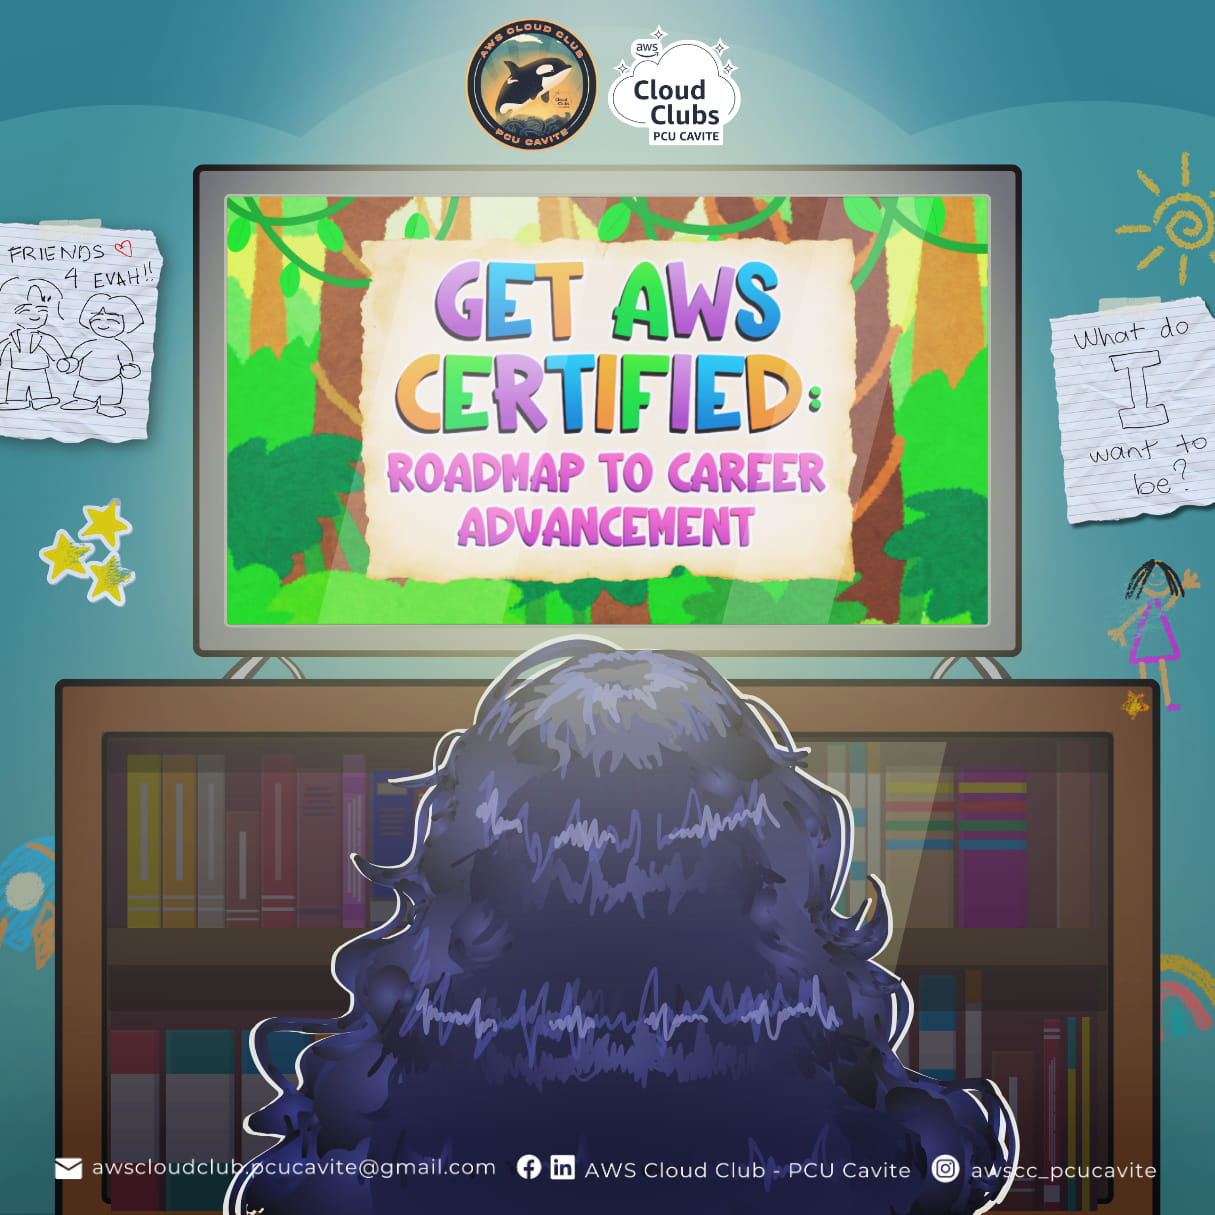 AWS CLOUD CLUB
PCU CAVITE
aws
Cloud
Clubs
PCU CAVITE
FRIENDS
4 EVAH!!
GET AWS
CERTIFIED:
ROADMAP TO CAREER
ADVANCEMENT
What do
I
want to
be?
awscloudclub.pcucavite@gmail.com
AWS Cloud Club - PCU Cavite
awscc_pcucavite